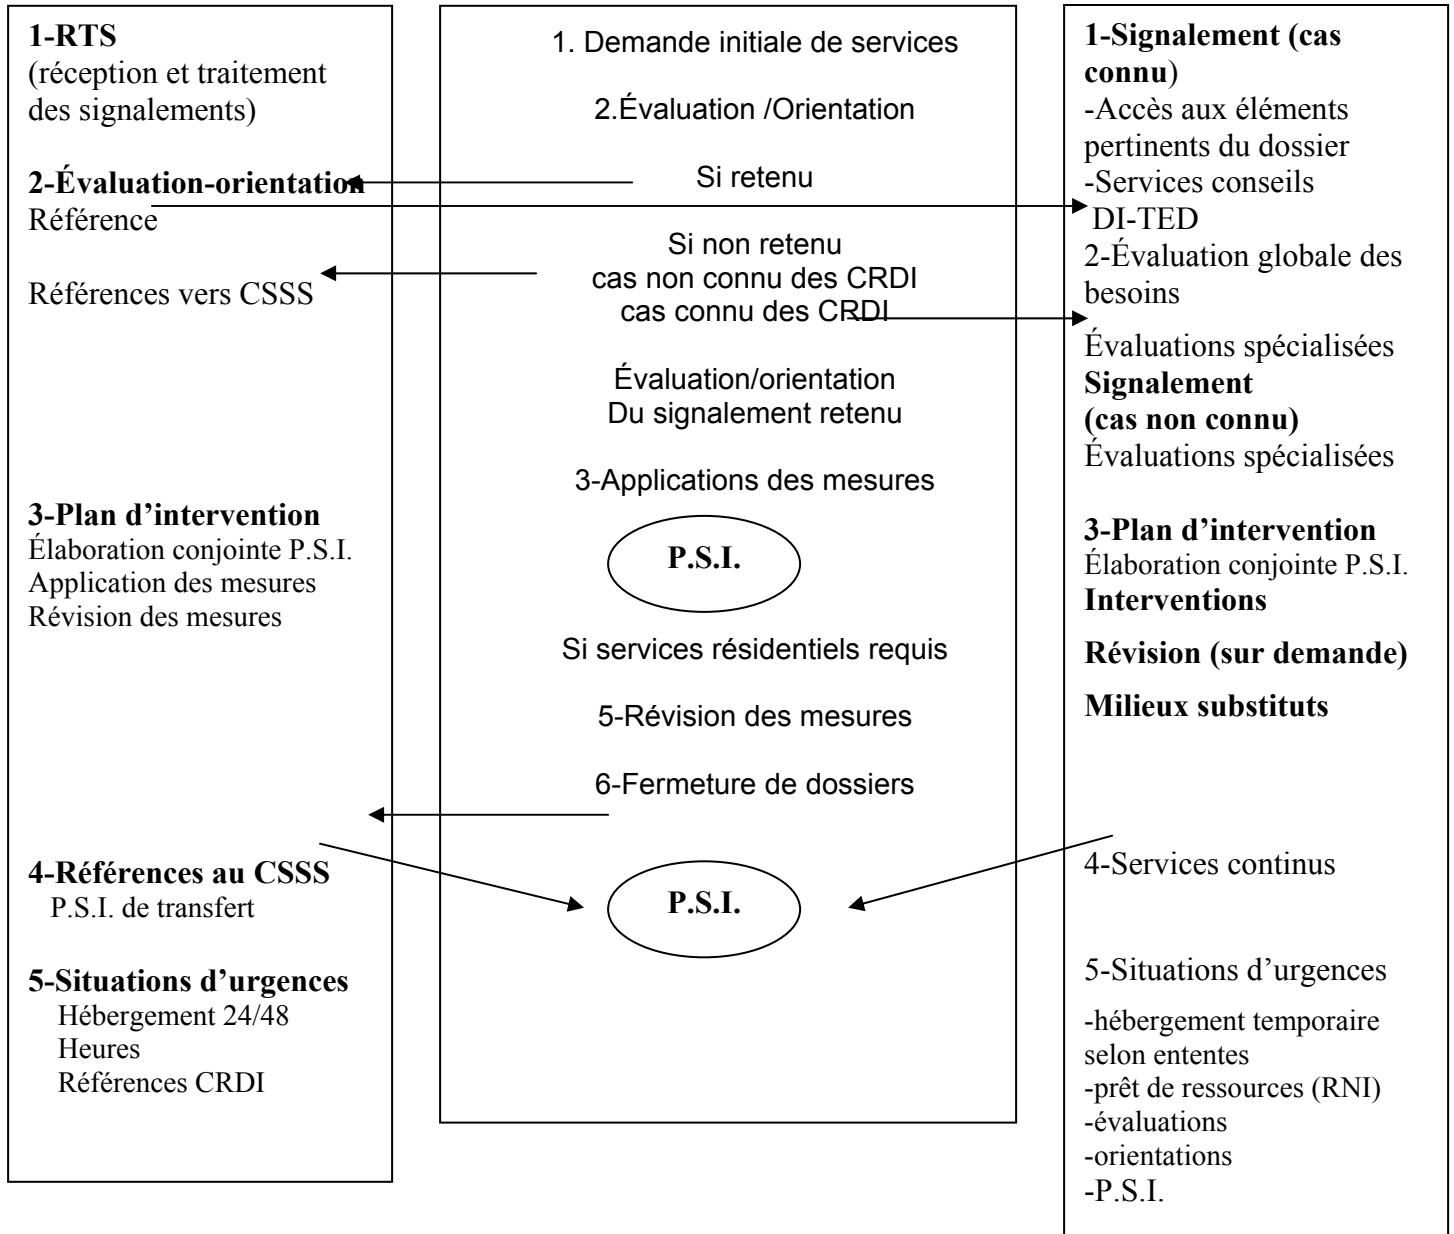 1-RTS
(réception et traitement
des signalements)
2-Évaluation-orientation
Référence
Références vers CSSS
3-Plan d’intervention
Élaboration conjointe P.S.I.
Application des mesures
Révision des mesures
4-Références au CSSS
P.S.I. de transfert
5-Situations d’urgences
Hébergement 24/48
Heures
Références CRDI
1. Demande initiale de services
2.Évaluation /Orientation
Si retenu
Si non retenu
cas non connu des CRDI
cas connu des CRDI
Évaluation/orientation
Du signalement retenu
3-Applications des mesures
P.S.I.
Si services résidentiels requis
5-Révision des mesures
6-Fermeture de dossiers
P.S.I.
1-Signalement (cas
connu)
-Accès aux éléments
pertinents du dossier
-Services conseils
DI-TED
2-Évaluation globale des
besoins
Évaluations spécialisées
Signalement
(cas non connu)
Évaluations spécialisées
3-Plan d’intervention
Élaboration conjointe P.S.I.
Interventions
Révision (sur demande)
Milieux substituts
4-Services continus
5-Situations d’urgences
-hébergement temporaire
selon ententes
-prêt de ressources (RNI)
-évaluations
-orientations
-P.S.I.